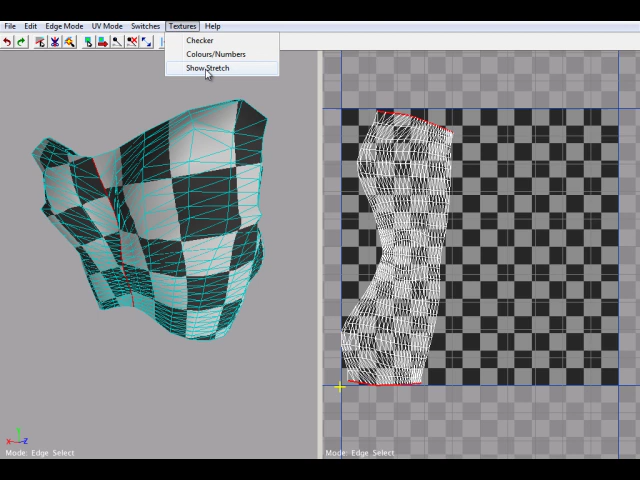 File Edit Edge Mode UV Mode Switches Textures Help
Checker
Colours/Numbers
Show Stretch
X Z
Mode: Edge Select
Mode: Edge Select